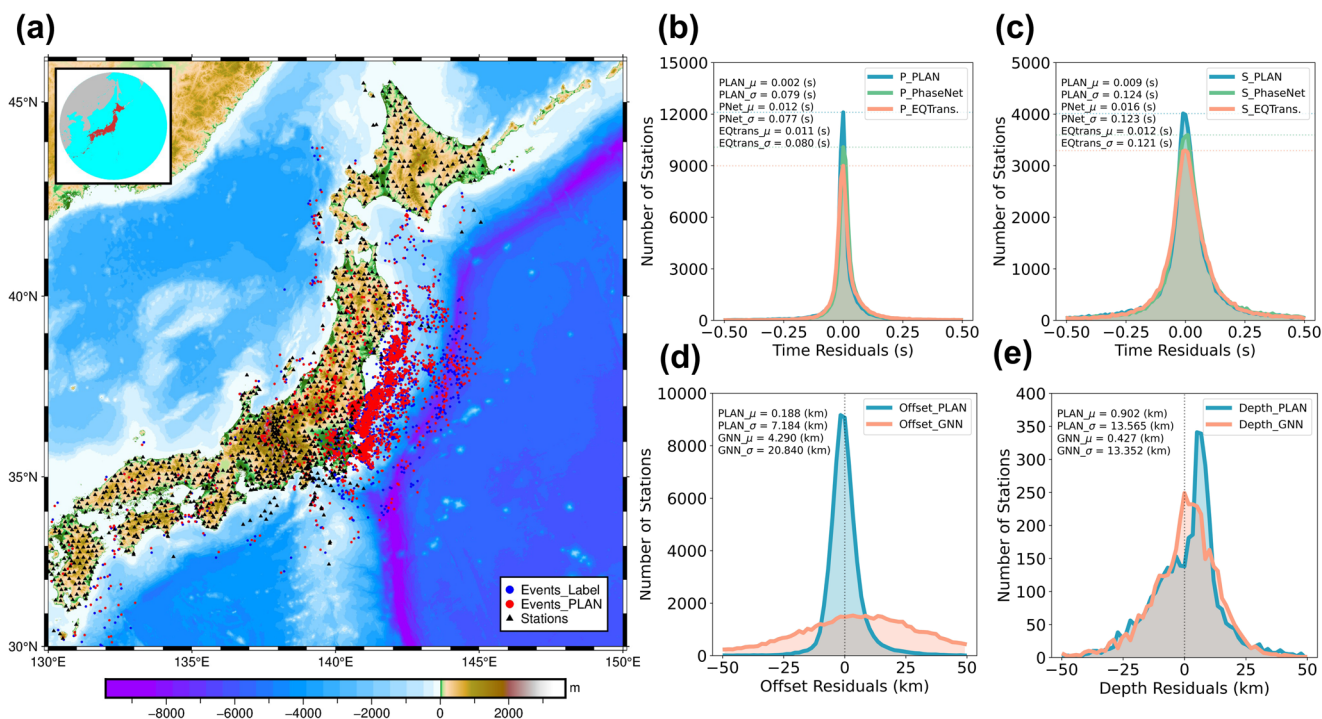 (a)
45°N
40°N
35°N
30°N
130°E
135°E
140°E
145°E
150°E
Events_Label
Events_PLAN
Stations
−8000
−6000
−4000
−2000
0
2000
m
(b)
15000
12000
9000
6000
3000
0
Number of Stations
PLAN_μ = 0.002 (s)
PLAN_σ = 0.079 (s)
PNet_μ = 0.012 (s)
PNet_σ = 0.077 (s)
EQtrans_μ = 0.011 (s)
EQtrans_σ = 0.080 (s)
P_PLAN
P_PhaseNet
P_EQTrans.
−0.50
−0.25
0.00
0.25
0.50
Time Residuals (s)
(c)
5000
4000
3000
2000
1000
0
Number of Stations
PLAN_μ = 0.009 (s)
PLAN_σ = 0.124 (s)
PNet_μ = 0.016 (s)
PNet_σ = 0.123 (s)
EQtrans_μ = 0.012 (s)
EQtrans_σ = 0.121 (s)
S_PLAN
S_PhaseNet
S_EQTrans.
−0.50
−0.25
0.00
0.25
0.50
Time Residuals (s)
(d)
10000
8000
6000
4000
2000
0
Number of Stations
PLAN_μ = 0.188 (km)
PLAN_σ = 7.184 (km)
GNN_μ = 4.290 (km)
GNN_σ = 20.840 (km)
Offset_PLAN
Offset_GNN
−50
−25
0
25
50
Offset Residuals (km)
(e)
400
350
300
250
200
150
100
50
0
Number of Stations
PLAN_μ = 0.902 (km)
PLAN_σ = 13.565 (km)
GNN_μ = 0.427 (km)
GNN_σ = 13.352 (km)
Depth_PLAN
Depth_GNN
−50
−25
0
25
50
Depth Residuals (km)